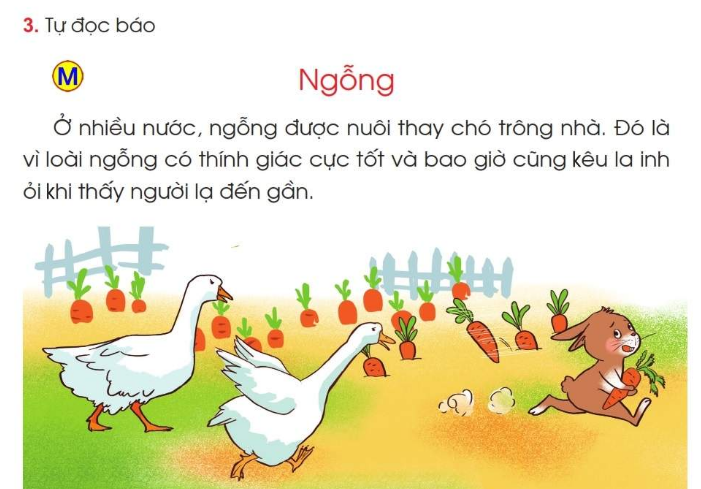 3. Tự đọc báo
M
Ngỗng
Ở nhiều nước, ngỗng được nuôi thay chó trông nhà. Đó là
vì loài ngỗng có thính giác cực tốt và bao giờ cũng kêu la inh
ỏi khi thấy người lạ đến gần.